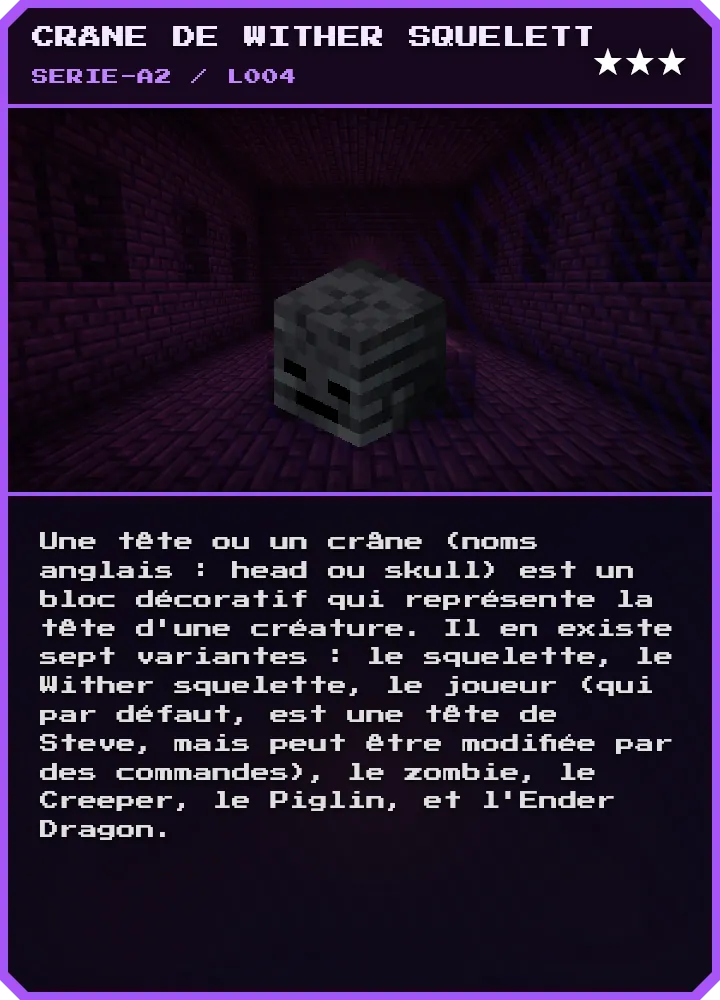 CRÂNE DE WITHER SQUELETT
★★★
SERIE-A2 / L004
Une tête ou un crâne (noms
anglais : head ou skull) est un
bloc décoratif qui représente la
tête d'une créature. Il en existe
sept variantes : le squelette, le
Wither squelette, le joueur (qui
par défaut, est une tête de
Steve, mais peut être modifiée par
des commandes), le zombie, le
Creeper, le Piglin, et l'Ender
Dragon.